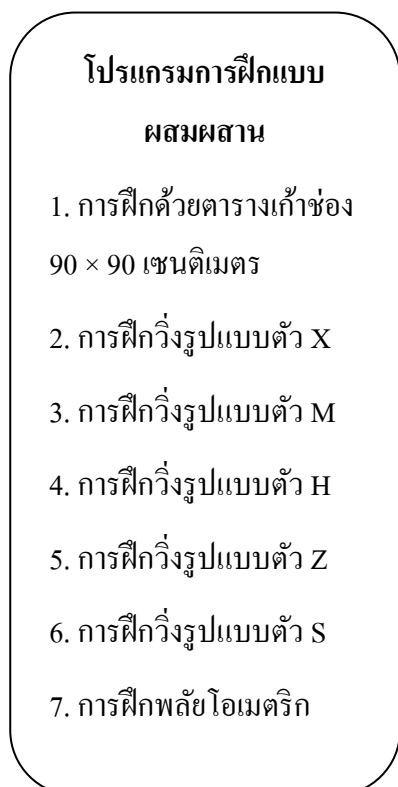 โปรแกรมการฝึกแบบ
ผสมผสาน
1. การฝึกด้วยตารางเก้าช่อง
90 × 90 เซนติเมตร
2. การฝึกวิ่งรูปแบบตัว X
3. การฝึกวิ่งรูปแบบตัว M
4. การฝึกวิ่งรูปแบบตัว H
5. การฝึกวิ่งรูปแบบตัว Z
6. การฝึกวิ่งรูปแบบตัว S
7. การฝึกพลัยโอเมตริก